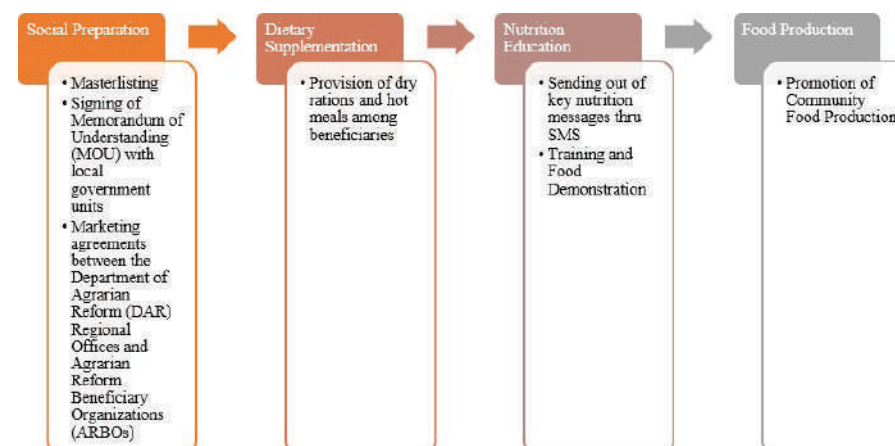 Social Preparation
• Masterlisting
• Signing of
Memorandum of
Understanding
(MOU) with
local
government
units
• Marketing
agreements
between the
Department of
Agrarian
Reform (DAR)
Regional
Offices and
Agrarian
Reform
Beneficiary
Organizations
(ARBOs)
Dietary
Supplementation
• Provision of dry
rations and hot
meals among
beneficiaries
Nutrition
Education
• Sending out of
key nutrition
messages thru
SMS
• Training and
Food
Demonstration
Food Production
• Promotion of
Community
Food Production